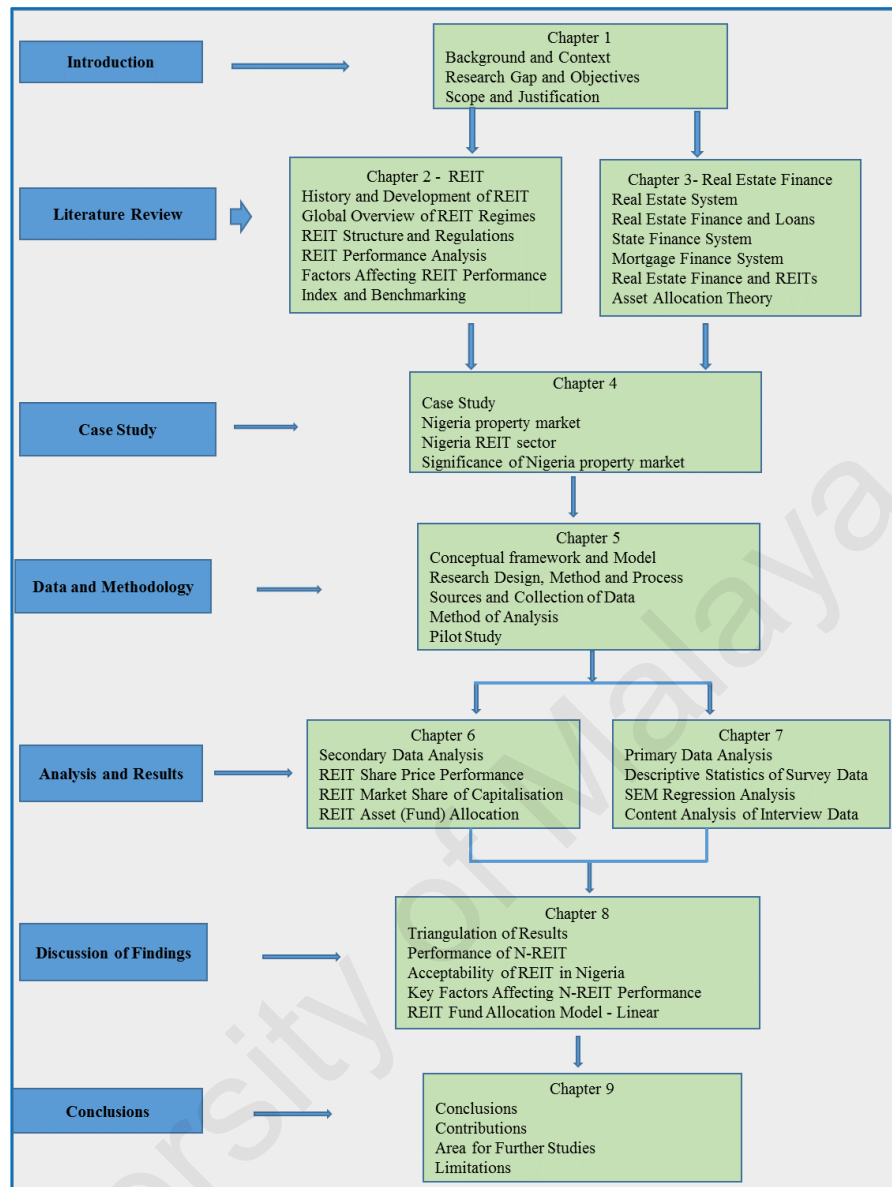 Introduction
Chapter 1
Background and Context
Research Gap and Objectives
Scope and Justification
Literature Review
Chapter 2 - REIT
History and Development of REIT
Global Overview of REIT Regimes
REIT Structure and Regulations
REIT Performance Analysis
Factors Affecting REIT Performance
Index and Benchmarking
Chapter 3- Real Estate Finance
Real Estate System
Real Estate Finance and Loans
State Finance System
Mortgage Finance System
Real Estate Finance and REITs
Asset Allocation Theory
Case Study
Chapter 4
Case Study
Nigeria property market
Nigeria REIT sector
Significance of Nigeria property market
Data and Methodology
Chapter 5
Conceptual framework and Model
Research Design, Method and Process
Sources and Collection of Data
Method of Analysis
Pilot Study
Analysis and Results
Chapter 6
Secondary Data Analysis
REIT Share Price Performance
REIT Market Share of Capitalisation
REIT Asset (Fund) Allocation
Chapter 7
Primary Data Analysis
Descriptive Statistics of Survey Data
SEM Regression Analysis
Content Analysis of Interview Data
Discussion of Findings
Chapter 8
Triangulation of Results
Performance of N-REIT
Acceptability of REIT in Nigeria
Key Factors Affecting N-REIT Performance
REIT Fund Allocation Model - Linear
Conclusions
Chapter 9
Conclusions
Contributions
Area for Further Studies
Limitations
ersity of Malaya